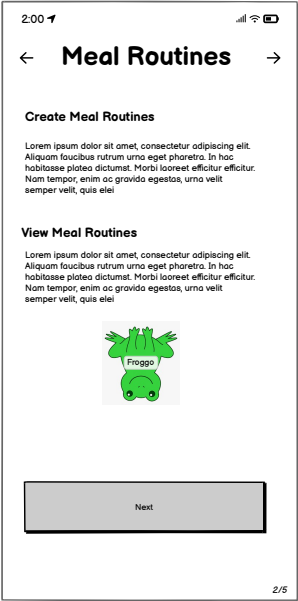 2:00
Meal Routines
Create Meal Routines
Lorem ipsum dolor sit amet, consectetur adipiscing elit.
Aliquam faucibus rutrum urna eget pharetra. In hac
habitasse platea dictumst. Morbi laoreet efficitur efficitur.
Nam tempor, enim ac gravida egestas, urna velit
semper velit, quis elei
View Meal Routines
Lorem ipsum dolor sit amet, consectetur adipiscing elit.
Aliquam faucibus rutrum urna eget pharetra. In hac
habitasse platea dictumst. Morbi laoreet efficitur efficitur.
Nam tempor, enim ac gravida egestas, urna velit
semper velit, quis elei
Froggo
Next
2/5